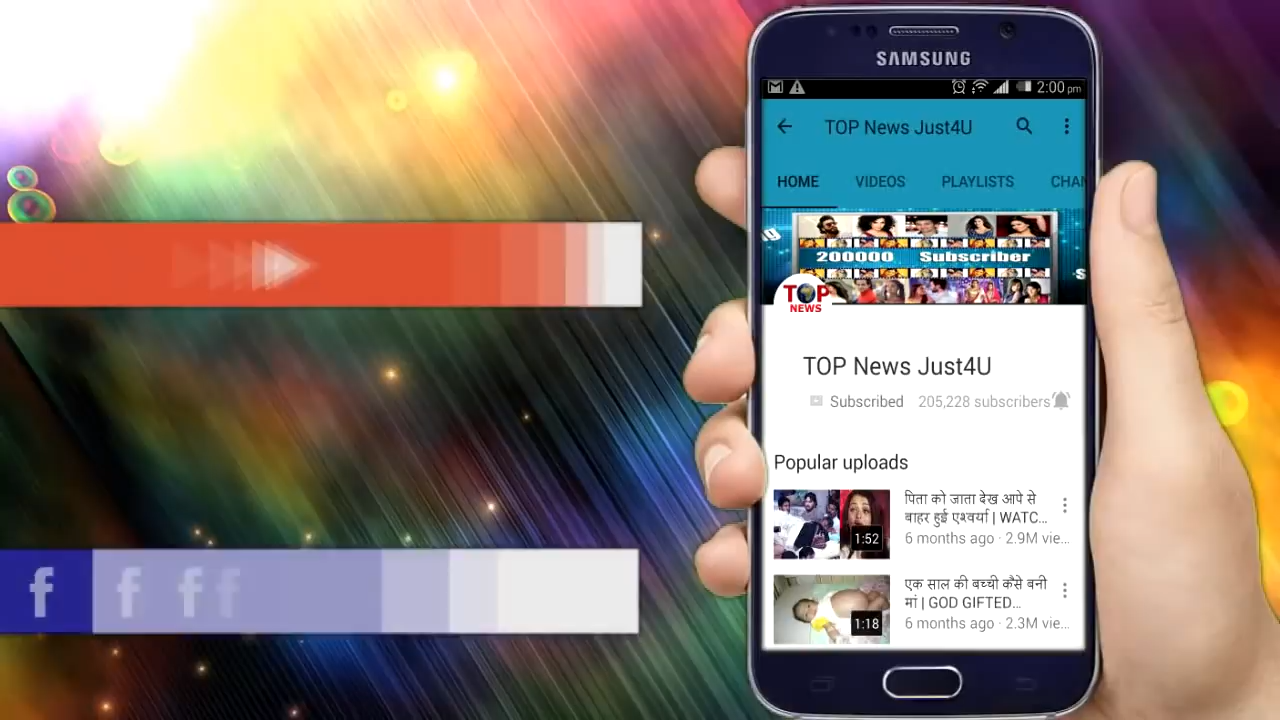 SAMSUNG
2:00 pm
TOP News Just4U
HOME VIDEOS PLAYLISTS CHAN
200000 Subscriber
TOP
NEWS
TOP News Just4U
Subscribed 205,228 subscribers
Popular uploads
पिता को जाता देख आपे से
बाहर हुई एश्वर्या | WATC...
6 months ago · 2.9M vie...
1:52
एक साल की बच्ची कैसे बनी
मां | GOD GIFTED...
6 months ago · 2.3M vie...
1:18
f f f f